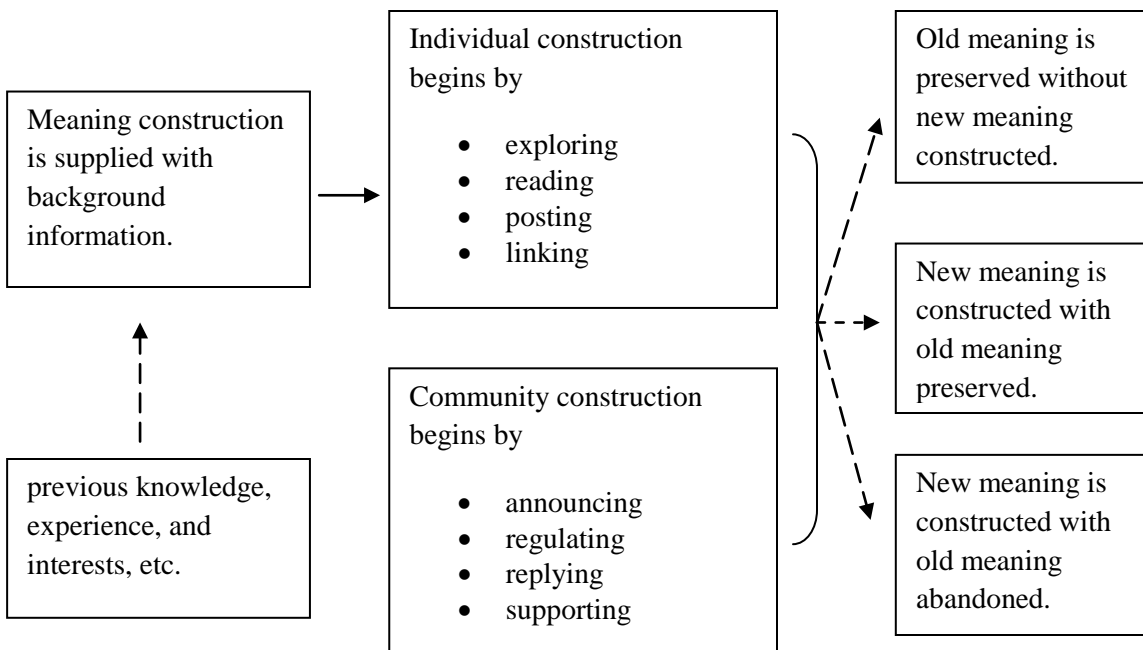 Meaning construction
is supplied with
background
information.
previous knowledge,
experience, and
interests, etc.
Individual construction
begins by
• exploring
• reading
• posting
• linking
Community construction
begins by
• announcing
• regulating
• replying
• supporting
Old meaning is
preserved without
new meaning
constructed.
New meaning is
constructed with
old meaning
preserved.
New meaning is
constructed with
old meaning
abandoned.